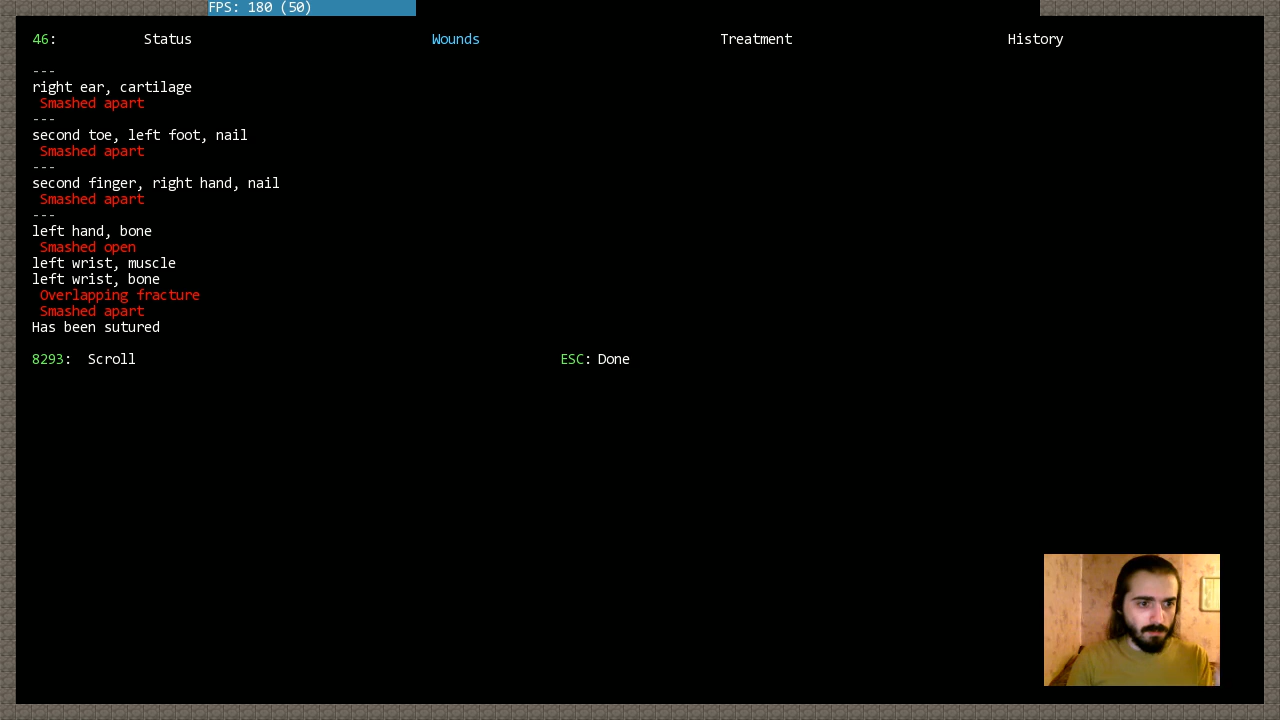 FPS: 180 (50)
46: Status Wounds Treatment History
---
right ear, cartilage
Smashed apart
---
second toe, left foot, nail
Smashed apart
---
second finger, right hand, nail
Smashed apart
---
left hand, bone
Smashed open
left wrist, muscle
left wrist, bone
Overlapping fracture
Smashed apart
Has been sutured
8293: Scroll ESC: Done